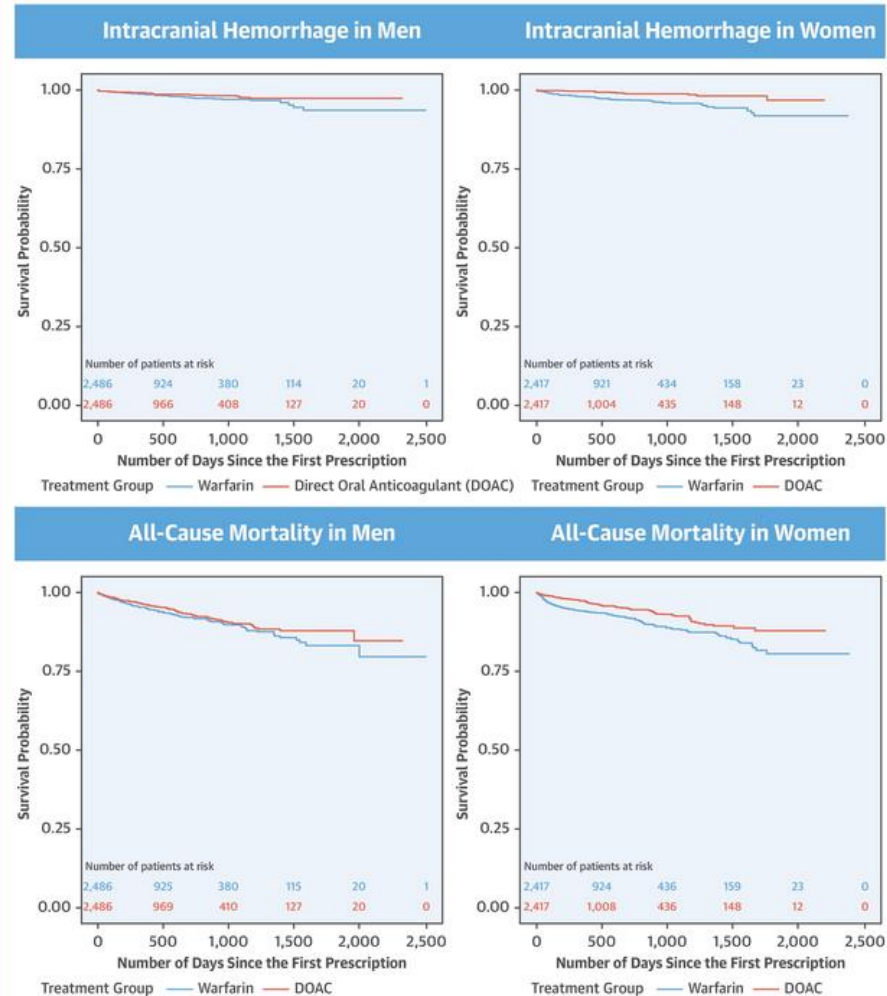 Intracranial Hemorrhage in Men
1.00
0.75
0.50
0.25
0.00
Survival Probability
Number of patients at risk
2,486 924 380 114 20 1
2,486 966 408 127 20 0
0 500 1,000 1,500 2,000 2,500
Number of Days Since the First Prescription
Treatment Group Warfarin Direct Oral Anticoagulant (DOAC)
Intracranial Hemorrhage in Women
1.00
0.75
0.50
0.25
0.00
Survival Probability
Number of patients at risk
2,417 921 434 158 23 0
2,417 1,004 435 148 12 0
0 500 1,000 1,500 2,000 2,500
Number of Days Since the First Prescription
Treatment Group Warfarin DOAC
All-Cause Mortality in Men
1.00
0.75
0.50
0.25
0.00
Survival Probability
Number of patients at risk
2,486 925 380 115 20 1
2,486 969 410 127 20 0
0 500 1,000 1,500 2,000 2,500
Number of Days Since the First Prescription
Treatment Group Warfarin DOAC
All-Cause Mortality in Women
1.00
0.75
0.50
0.25
0.00
Survival Probability
Number of patients at risk
2,417 924 436 159 23 0
2,417 1,008 436 148 12 0
0 500 1,000 1,500 2,000 2,500
Number of Days Since the First Prescription
Treatment Group Warfarin DOAC